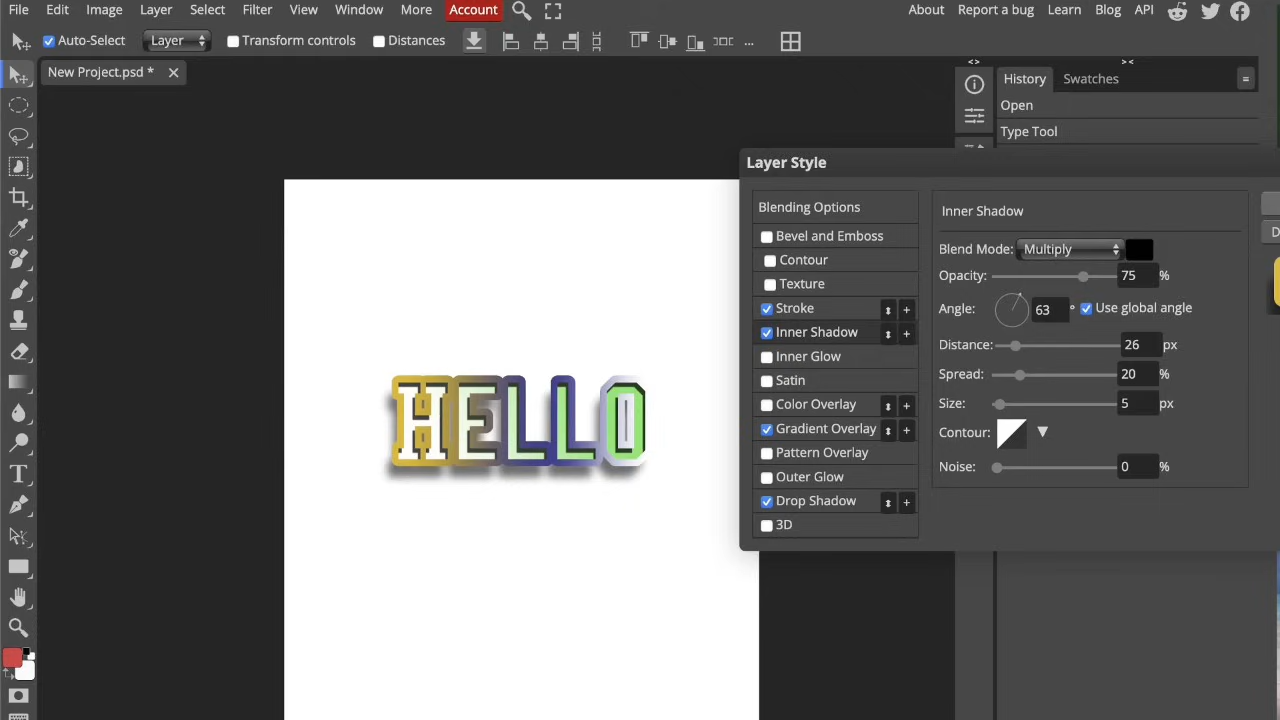 File Edit Image Layer Select Filter View Window More Account About Report a bug Learn Blog API
Auto-Select Layer Transform controls Distances ...
New Project.psd * History Swatches
Open
Type Tool
Layer Style
Blending Options
Bevel and Emboss
Contour
Texture
Stroke
Inner Shadow
Inner Glow
Satin
Color Overlay
Gradient Overlay
Pattern Overlay
Outer Glow
Drop Shadow
3D
Inner Shadow
Blend Mode: Multiply
Opacity: 75 %
Angle: 63 ° Use global angle
Distance: 26 px
Spread: 20 %
Size: 5 px
Contour:
Noise: 0 %
HELLO